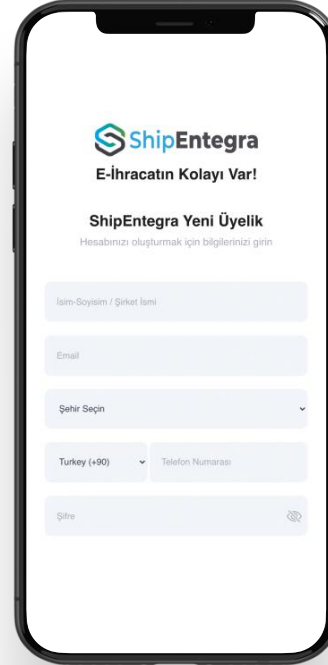 ShipEntegra
E-İhracatın Kolayı Var!
ShipEntegra Yeni Üyelik
Hesabınızı oluşturmak için bilgilerinizi girin
İsim-Soyisim / Şirket İsmi
Email
Şehir Seçin
Turkey (+90) Telefon Numarası
Şifre